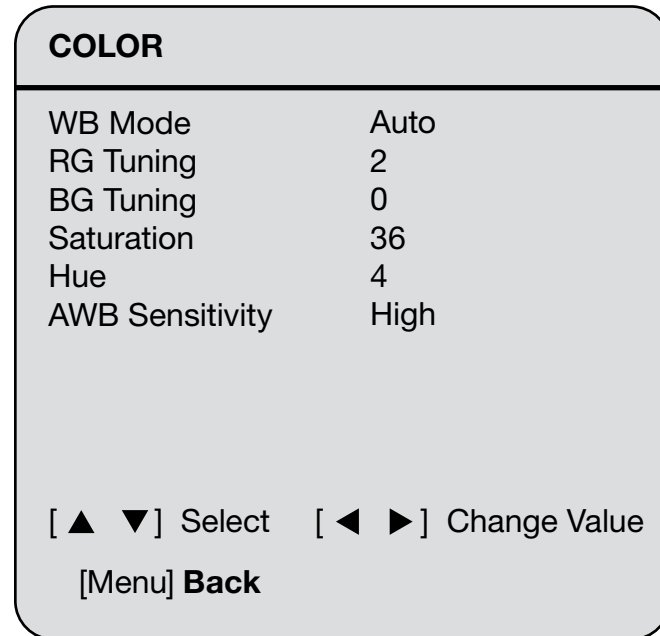 COLOR
WB Mode Auto
RG Tuning 2
BG Tuning 0
Saturation 36
Hue 4
AWB Sensitivity High
[ ▲ ▼ ] Select [ ◀ ▶ ] Change Value
[Menu] Back